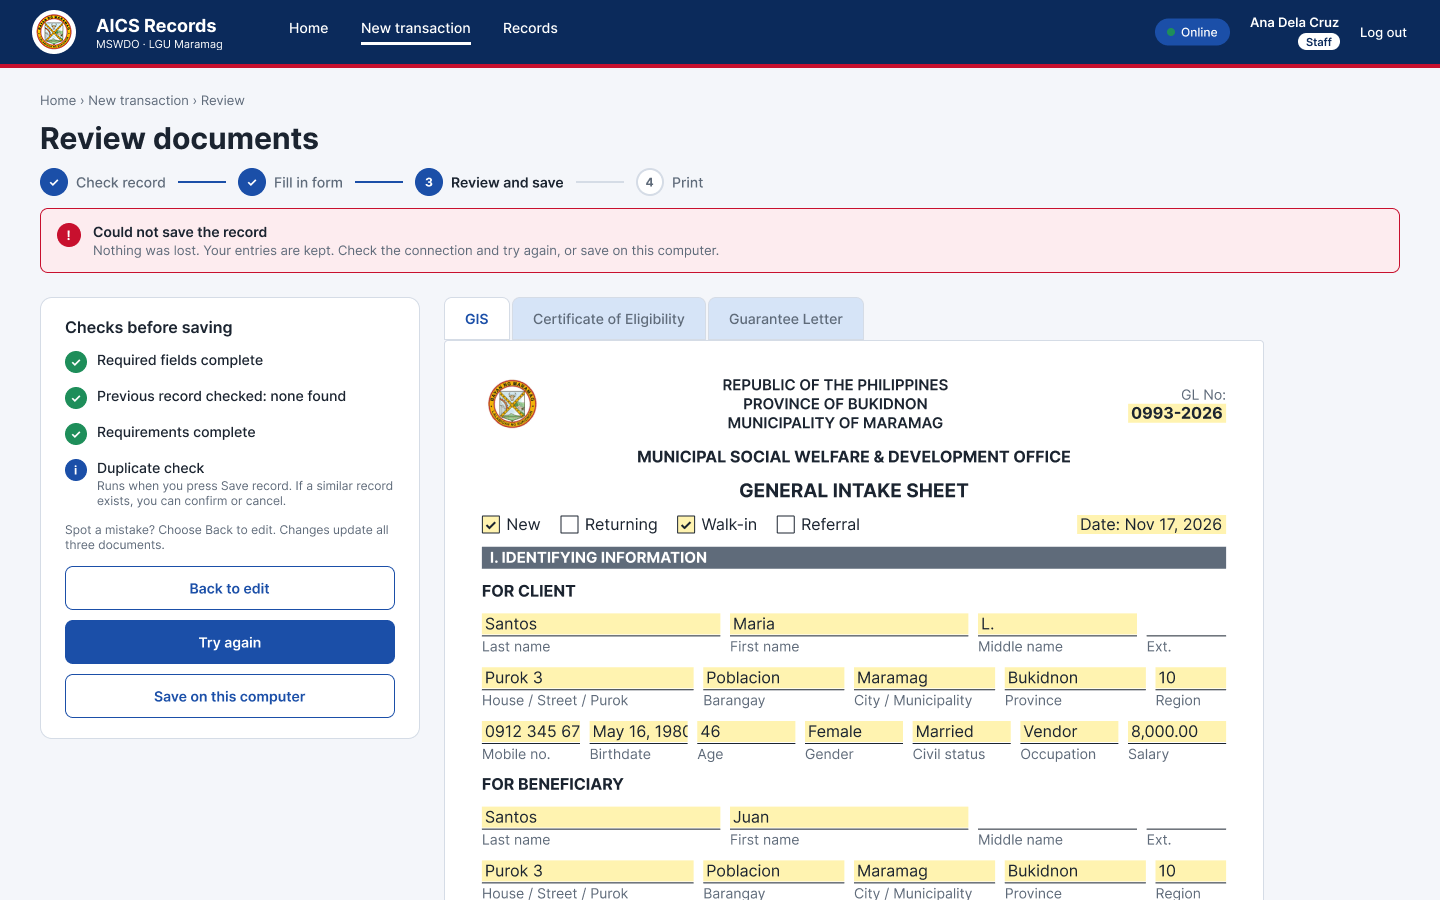 AICS Records
MSWDO · LGU Maramag
Home
New transaction
Records
Online
Ana Dela Cruz
Staff
Log out
Home › New transaction › Review
Review documents
Check record
Fill in form
3 Review and save
4 Print
! Could not save the record
Nothing was lost. Your entries are kept. Check the connection and try again, or save on this computer.
Checks before saving
Required fields complete
Previous record checked: none found
Requirements complete
i Duplicate check
Runs when you press Save record. If a similar record
exists, you can confirm or cancel.
Spot a mistake? Choose Back to edit. Changes update all
three documents.
Back to edit
Try again
Save on this computer
GIS
Certificate of Eligibility
Guarantee Letter
REPUBLIC OF THE PHILIPPINES
PROVINCE OF BUKIDNON
MUNICIPALITY OF MARAMAG
GL No:
0993-2026
MUNICIPAL SOCIAL WELFARE & DEVELOPMENT OFFICE
GENERAL INTAKE SHEET
New Returning Walk-in Referral Date: Nov 17, 2026
I. IDENTIFYING INFORMATION
FOR CLIENT
Santos Maria L.
Last name First name Middle name Ext.
Purok 3 Poblacion Maramag Bukidnon 10
House / Street / Purok Barangay City / Municipality Province Region
0912 345 67 May 16, 1980 46 Female Married Vendor 8,000.00
Mobile no. Birthdate Age Gender Civil status Occupation Salary
FOR BENEFICIARY
Santos Juan
Last name First name Middle name Ext.
Purok 3 Poblacion Maramag Bukidnon 10
House / Street / Purok Barangay City / Municipality Province Region